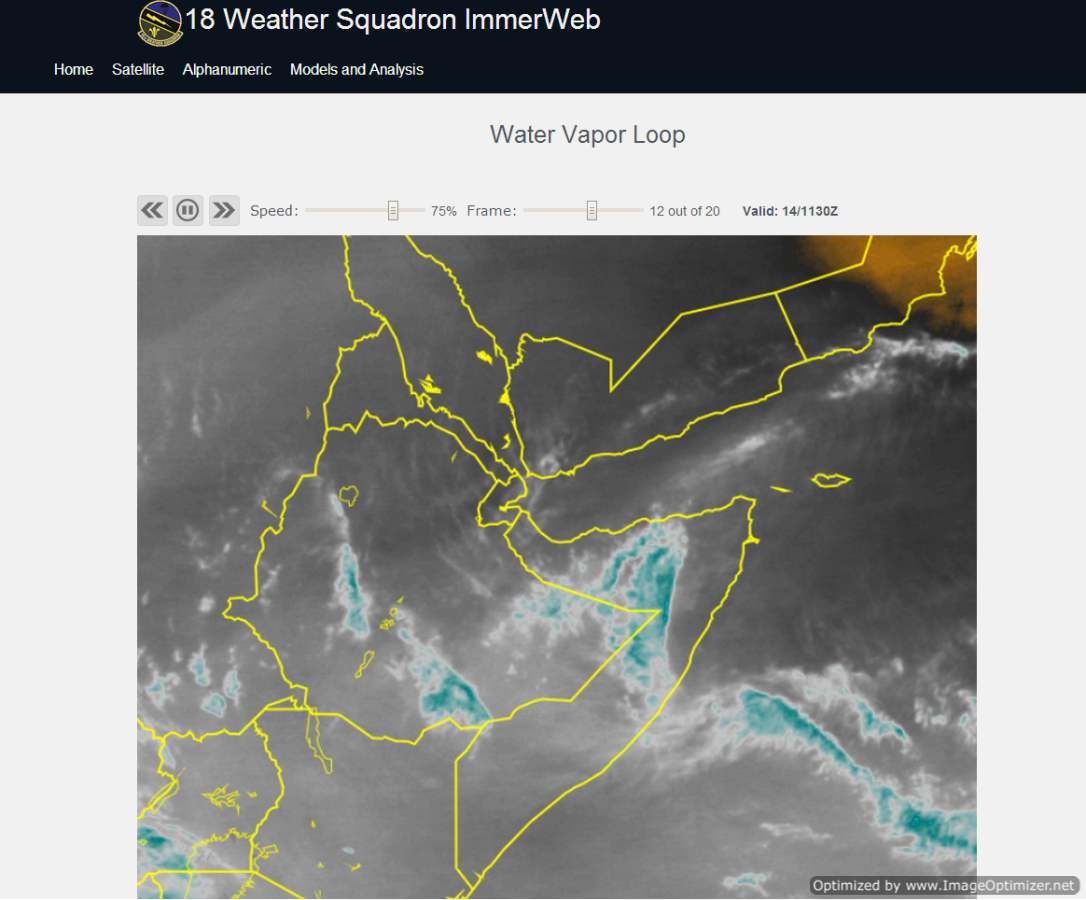 18 Weather Squadron ImmerWeb
Home Satellite Alphanumeric Models and Analysis
Water Vapor Loop
Speed: 75% Frame: 12 out of 20 Valid: 14/1130Z
Optimized by www.ImageOptimizer.net